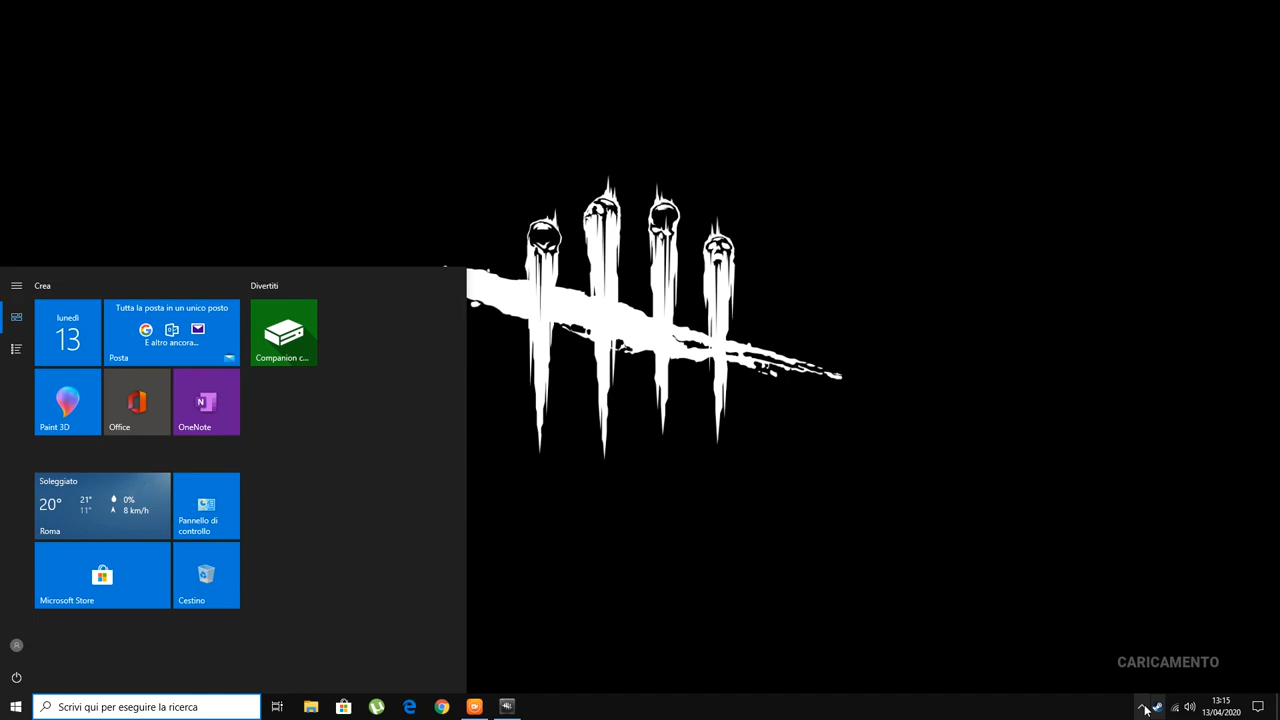 Crea
Divertiti
lunedì
13
Tutta la posta in un unico posto
E altro ancora...
Posta
Companion c...
Paint 3D
Office
N
OneNote
Soleggiato
20°
21°
11°
0%
8 km/h
Roma
Pannello di
controllo
Microsoft Store
Cestino
CARICAMENTO
Scrivi qui per eseguire la ricerca
13:15
13/04/2020